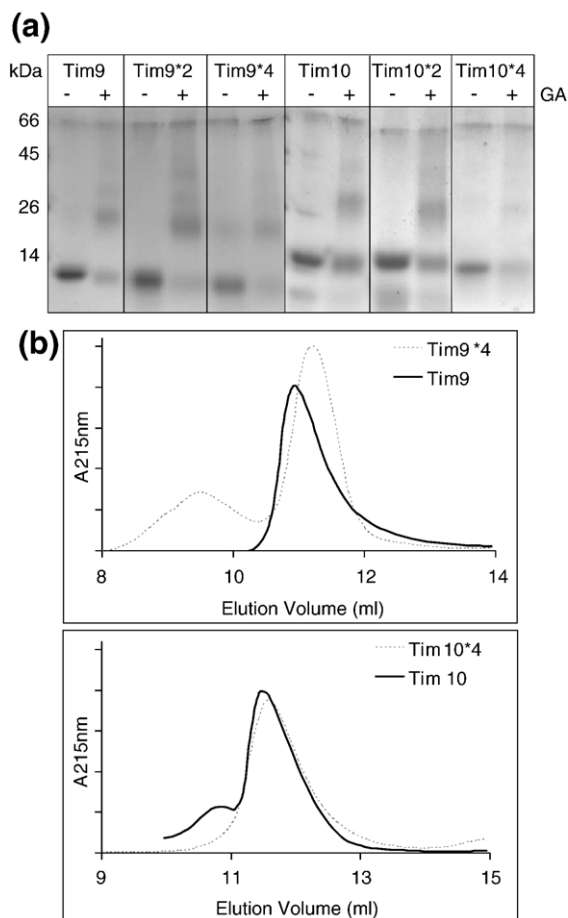 (a)
kDa Tim9 Tim9*2 Tim9*4 Tim10 Tim10*2 Tim10*4
- + - + - + - + - + - + GA
66
45
26
14
(b)
Tim9 *4
Tim9
A215nm
8 10 12 14
Elution Volume (ml)
Tim 10*4
Tim 10
A215nm
9 11 13 15
Elution Volume (ml)